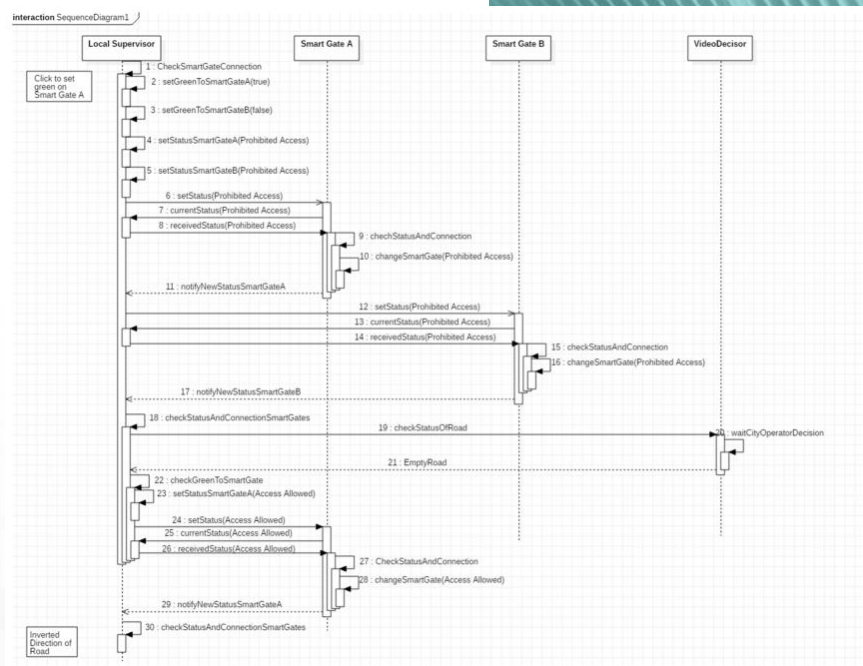 interaction SequenceDiagram1
Local Supervisor
Smart Gate A
Smart Gate B
VideoDecisor
Click to set
green on
Smart Gate A
1 : CheckSmartGateConnection
2 : setGreenToSmartGateA(true)
3 : setGreenToSmartGateB(false)
4 : setStatusSmartGateA(Prohibited Access)
5 : setStatusSmartGateB(Prohibited Access)
6 : setStatus(Prohibited Access)
7 : currentStatus(Prohibited Access)
8 : receivedStatus(Prohibited Access)
9 : chechStatusAndConnection
10 : changeSmartGate(Prohibited Access)
11 : notifyNewStatusSmartGateA
12 : setStatus(Prohibited Access)
13 : currentStatus(Prohibited Access)
14 : receivedStatus(Prohibited Access)
15 : checkStatusAndConnection
16 : changeSmartGate(Prohibited Access)
17 : notifyNewStatusSmartGateB
18 : checkStatusAndConnectionSmartGates
19 : checkStatusOfRoad
20 : waitCityOperatorDecision
21 : EmptyRoad
22 : checkGreenToSmartGate
23 : setStatusSmartGateA(Access Allowed)
24 : setStatus(Access Allowed)
25 : currentStatus(Access Allowed)
26 : receivedStatus(Access Allowed)
27 : CheckStatusAndConnection
28 : changeSmartGate(Access Allowed)
29 : notifyNewStatusSmartGateA
30 : checkStatusAndConnectionSmartGates
Inverted
Direction of
Road